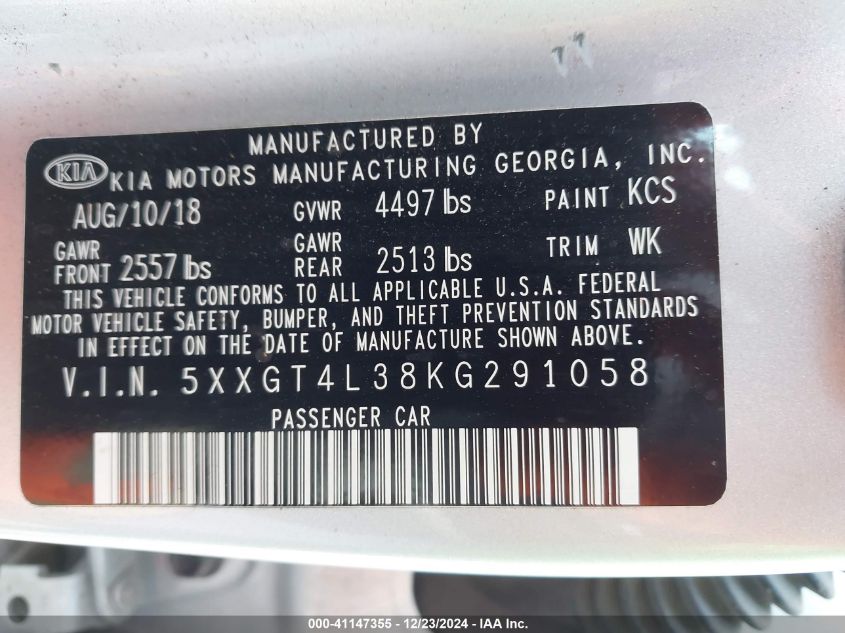 MANUFACTURED BY
KIA KIA MOTORS MANUFACTURING GEORGIA, INC.
AUG/10/18 GVWR 4497 lbs PAINT KCS
GAWR FRONT 2557 lbs GAWR REAR 2513 lbs TRIM WK
THIS VEHICLE CONFORMS TO ALL APPLICABLE U.S.A. FEDERAL
MOTOR VEHICLE SAFETY, BUMPER, AND THEFT PREVENTION STANDARDS
IN EFFECT ON THE DATE OF MANUFACTURE SHOWN ABOVE.
V.I.N. 5XXGT4L38KG291058
PASSENGER CAR
000-41147355 - 12/23/2024 - IAA Inc.